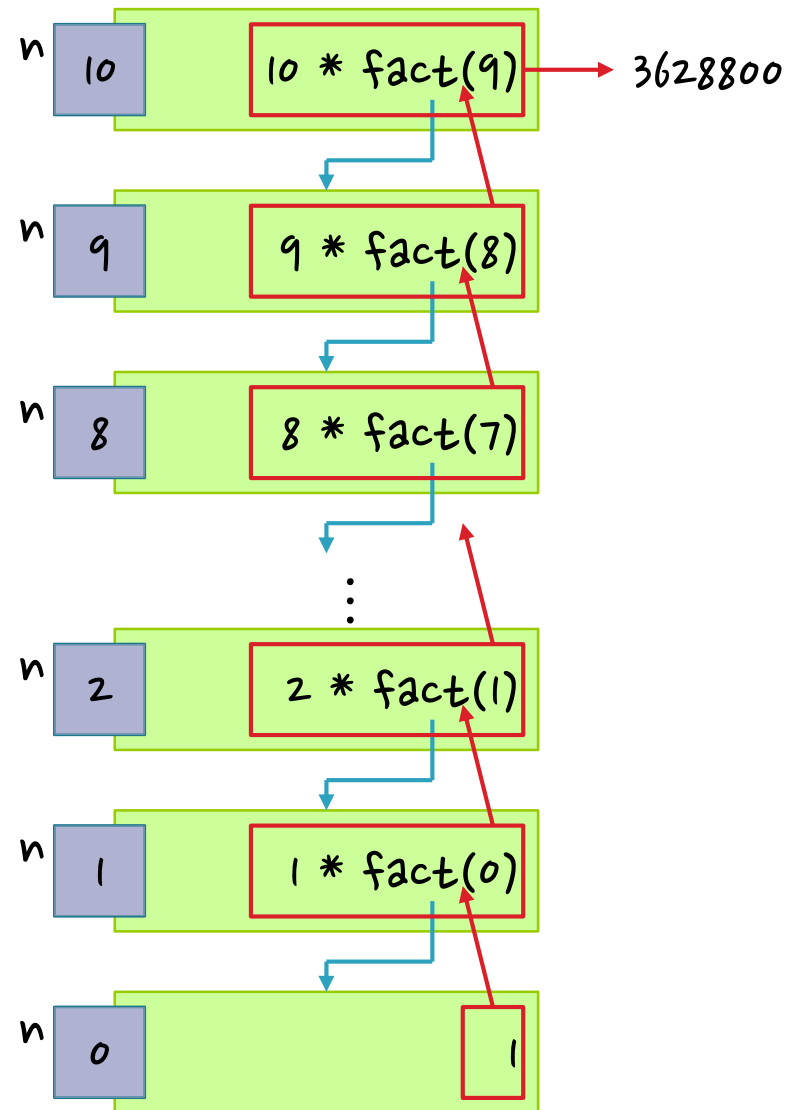 n 10 10 * fact(9) 3628800
n 9 9 * fact(8)
n 8 8 * fact(7)
⋮
n 2 2 * fact(1)
n 1 1 * fact(0)
n 0 1